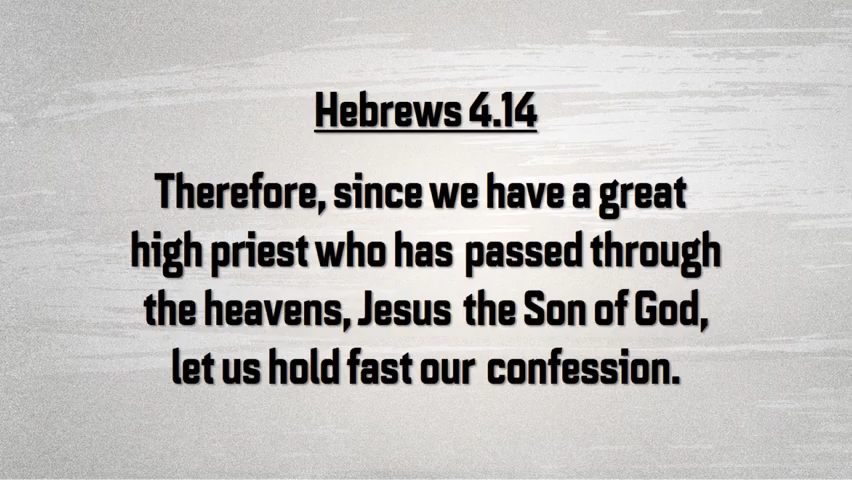 Hebrews 4.14
Therefore, since we have a great
high priest who has passed through
the heavens, Jesus the Son of God,
let us hold fast our confession.